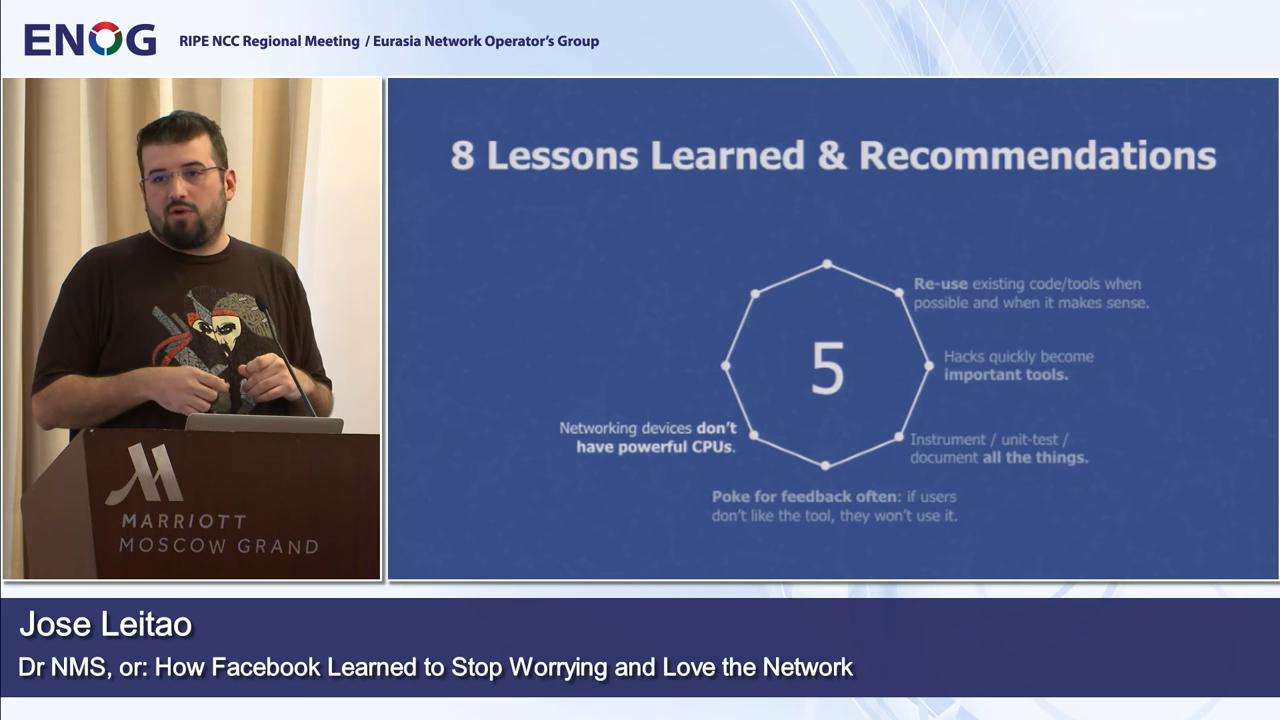 ENOG
RIPE NCC Regional Meeting / Eurasia Network Operator's Group
8 Lessons Learned & Recommendations
Re-use existing code/tools when
possible and when it makes sense.
5
Hacks quickly become
important tools.
Networking devices don't
have powerful CPUs.
Instrument / unit-test /
document all the things.
Poke for feedback often: if users
don't like the tool, they won't use it.
MARRIOTT
MOSCOW GRAND
Jose Leitao
Dr NMS, or: How Facebook Learned to Stop Worrying and Love the Network